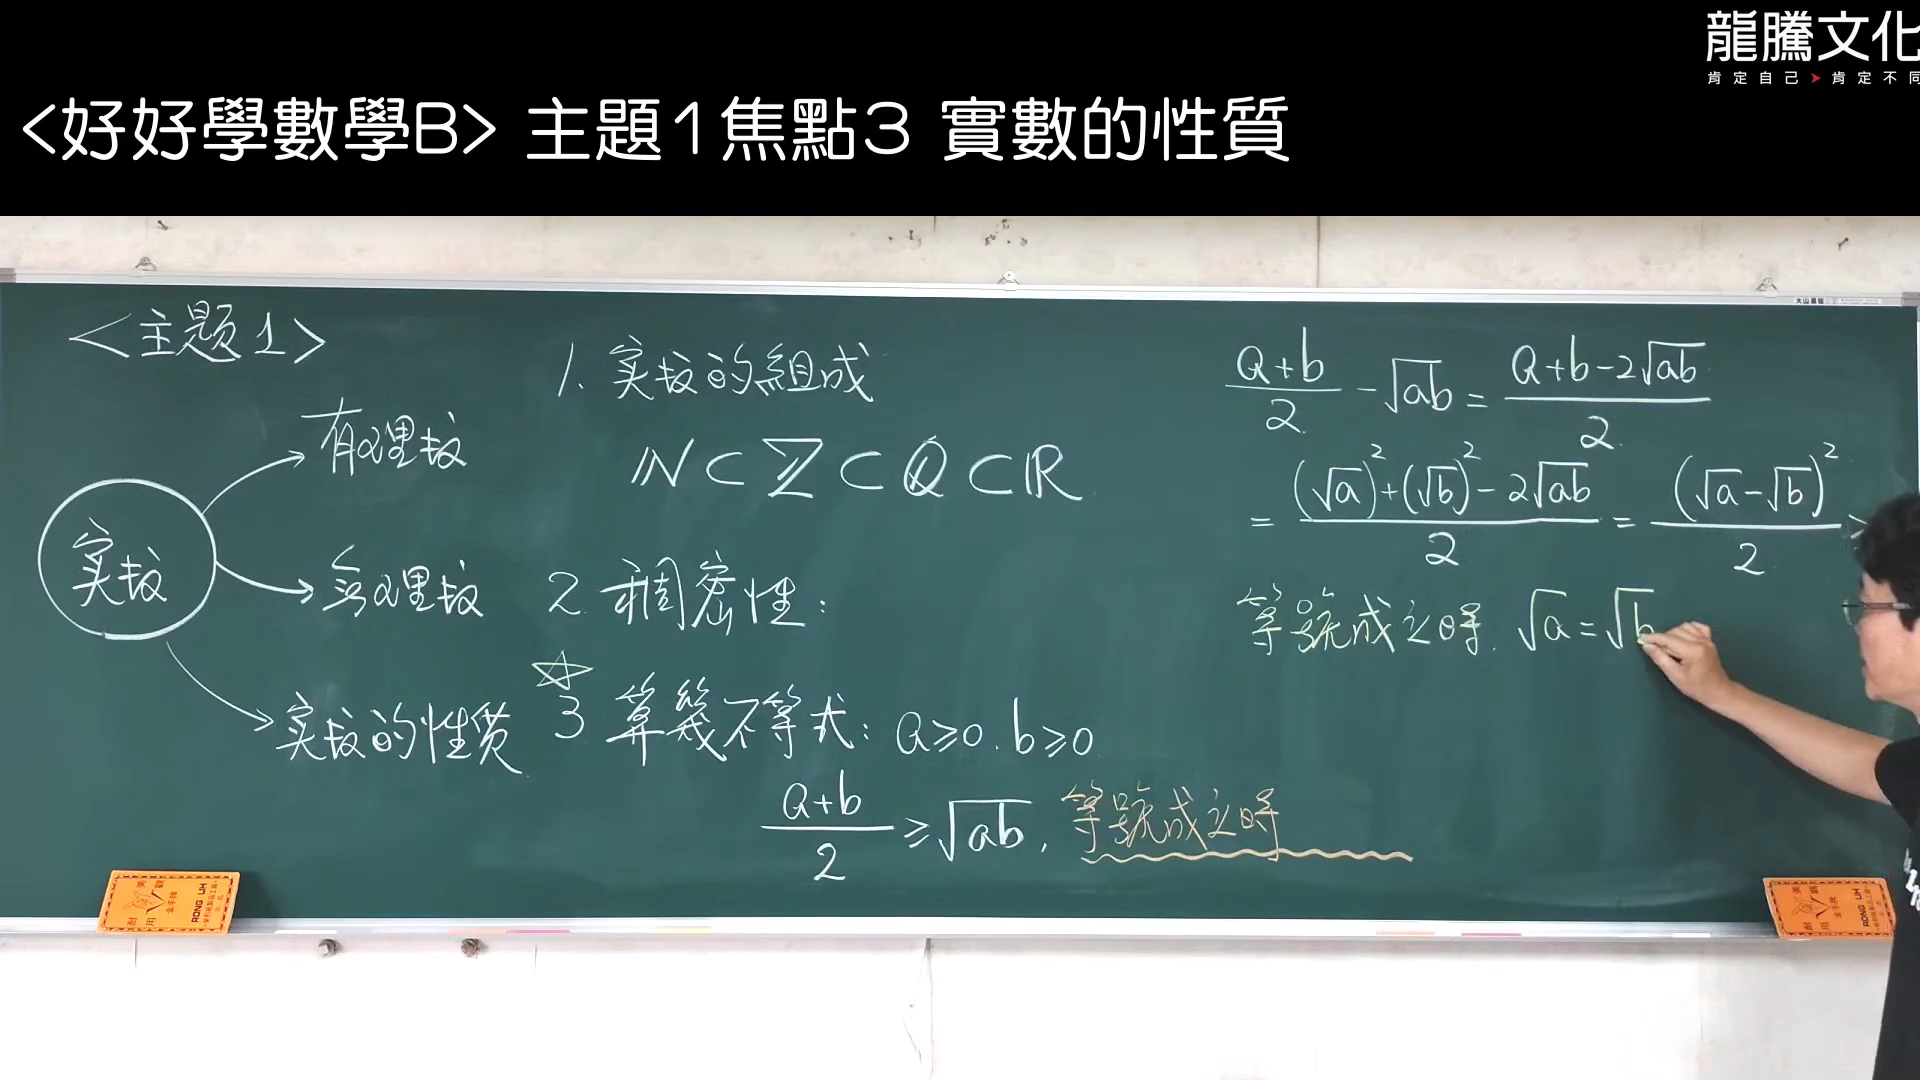 龍騰文化
肯定自己➤肯定不同
<好好學數學B> 主題1焦點3 實數的性質
<主題1>
实数
有理数
無理数
实数的性质
1. 实数的組成
ℕ⊂ℤ⊂ℚ⊂ℝ
2. 稠密性:
☆
3 算幾不等式: a≥0. b≥0
(a+b)/2 ≥ √ab, 等號成立時
(a+b)/2 - √ab = (a+b-2√ab)/2
= ((√a)²+(√b)²-2√ab)/2 = (√a-√b)²/2 ≥
等號成立時. √a=√b